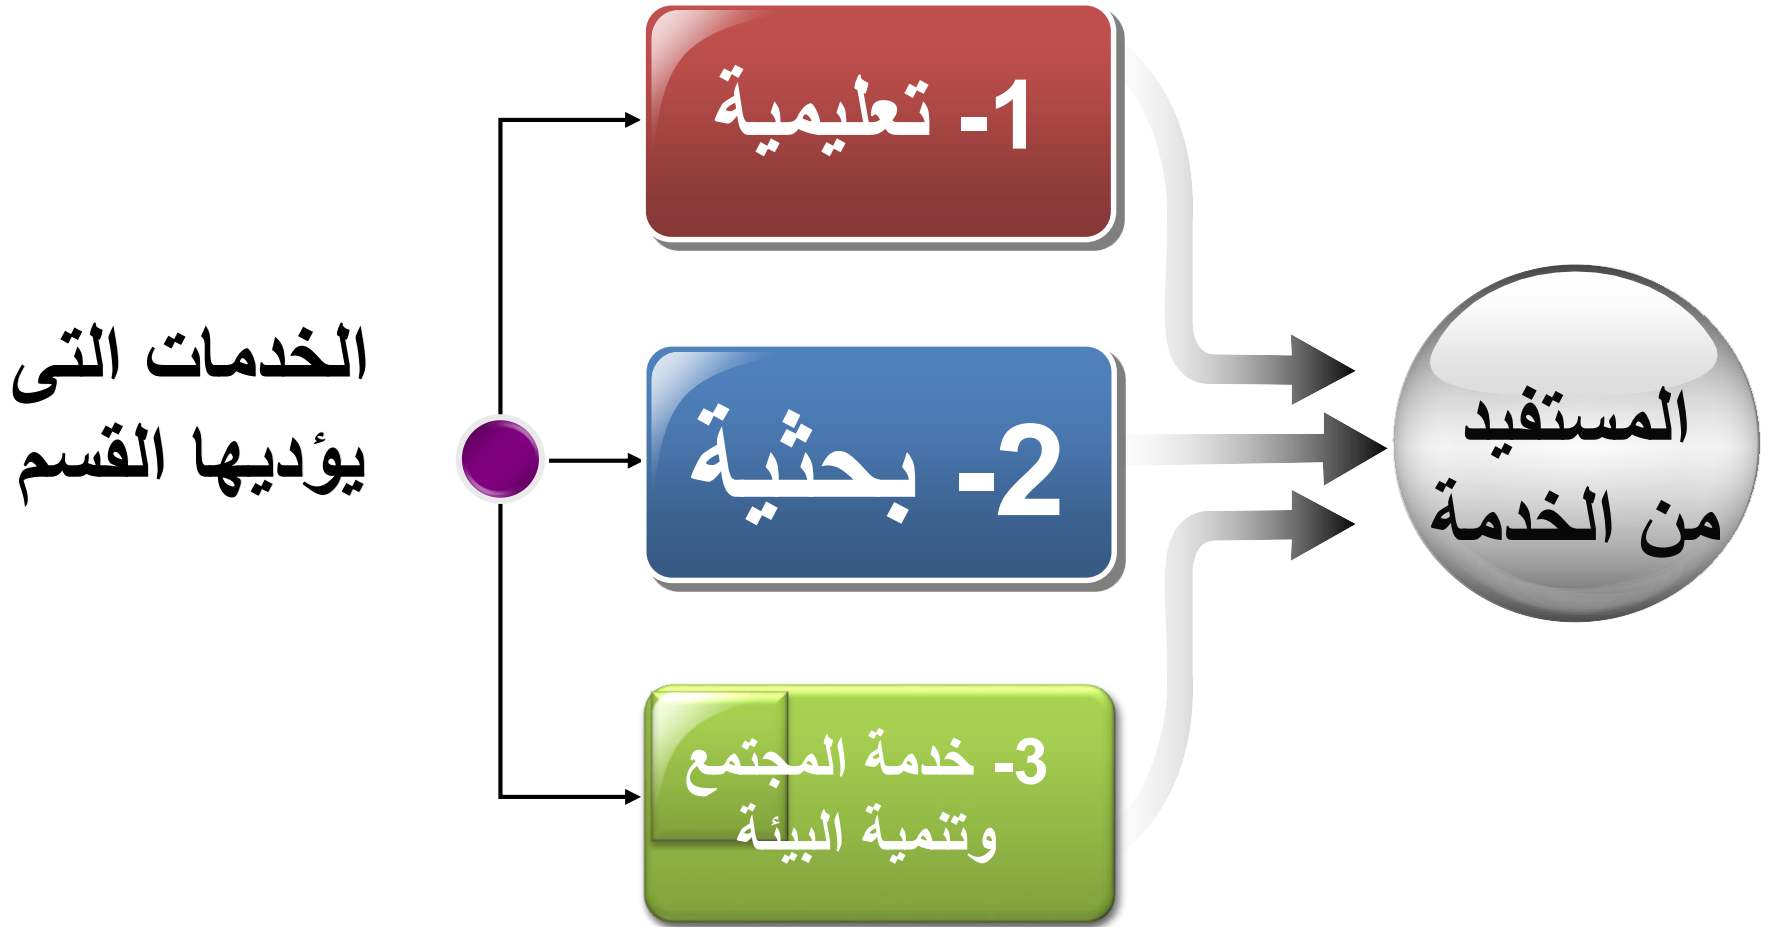 الخدمات التى
يؤديها القسم
1- تعليمية
2- بحثية
3- خدمة المجتمع
وتنمية البيئة
المستفيد
من الخدمة